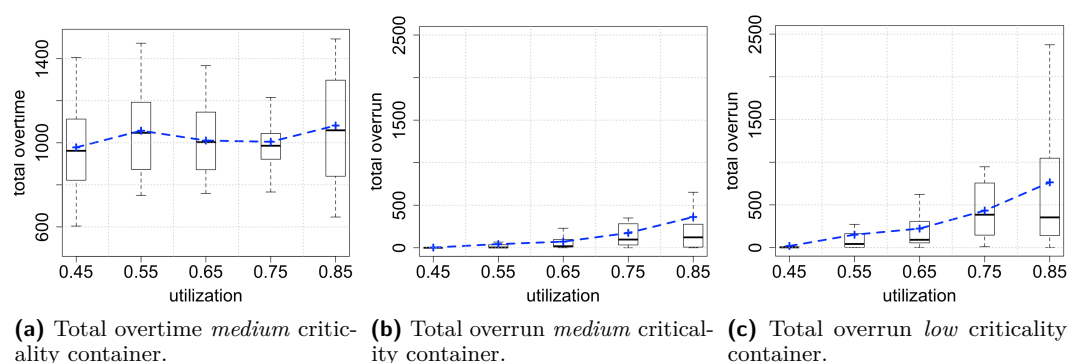 1400
1000
600
total overtime
0.45 0.55 0.65 0.75 0.85
utilization
2500
1500
500
0
total overrun
0.45 0.55 0.65 0.75 0.85
utilization
2500
1500
500
0
total overrun
0.45 0.55 0.65 0.75 0.85
utilization
(a) Total overtime medium critic-
ality container.
(b) Total overrun medium critical-
ity container.
(c) Total overrun low criticality
container.